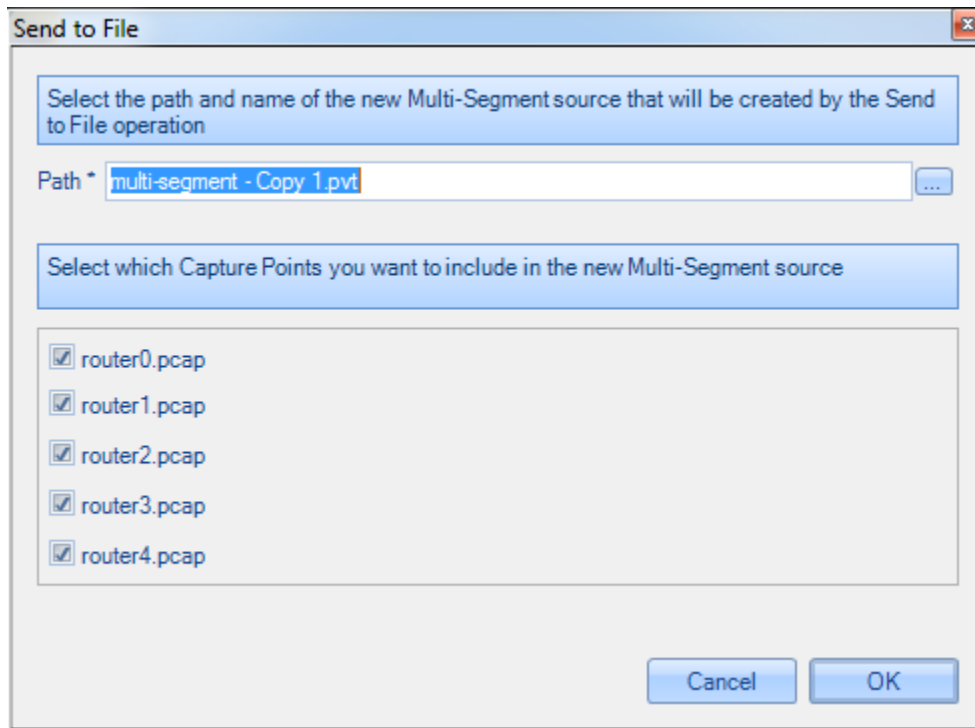 Send to File
Select the path and name of the new Multi-Segment source that will be created by the Send
to File operation
Path * multi-segment - Copy 1.pvt ...
Select which Capture Points you want to include in the new Multi-Segment source
router0.pcap
router1.pcap
router2.pcap
router3.pcap
router4.pcap
Cancel OK